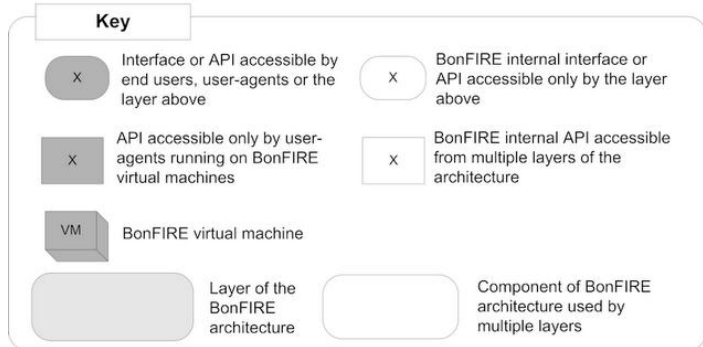 Key
X
Interface or API accessible by
end users, user-agents or the
layer above
X
BonFIRE internal interface or
API accessible only by the layer
above
X
API accessible only by user-
agents running on BonFIRE
virtual machines
X
BonFIRE internal API accessible
from multiple layers of the
architecture
VM
BonFIRE virtual machine
Layer of the
BonFIRE
architecture
Component of BonFIRE
architecture used by
multiple layers